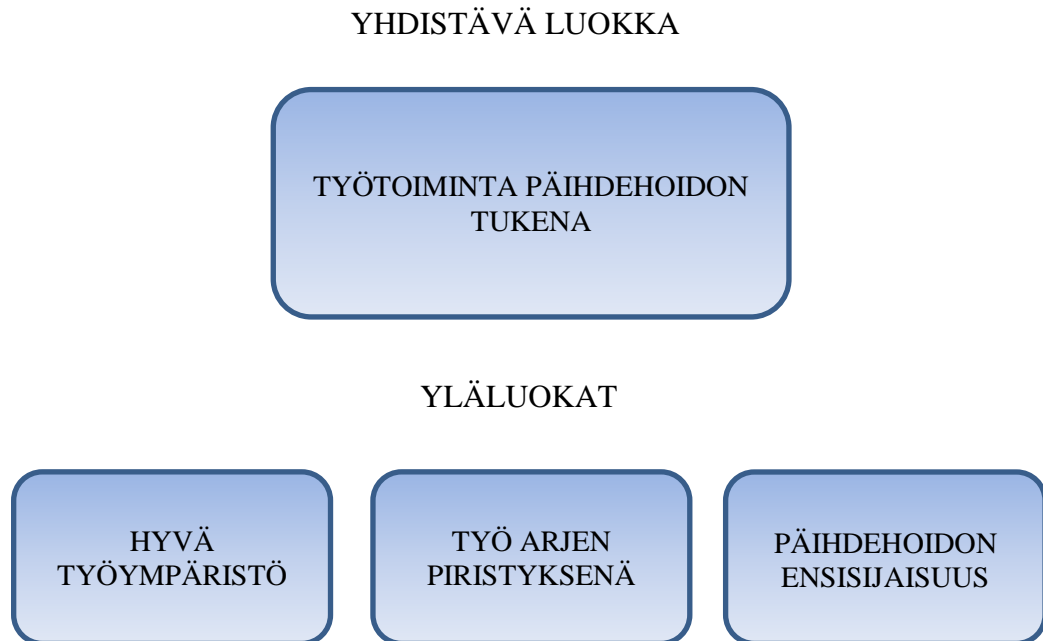 YHDISTÄVÄ LUOKKA
TYÖTOIMINTA PÄIHDEHOIDON
TUKENA
YLÄLUOKAT
HYVÄ
TYÖYMPÄRISTÖ
TYÖ ARJEN
PIRISTYKSENÄ
PÄIHDEHOIDON
ENSISIJAISUUS